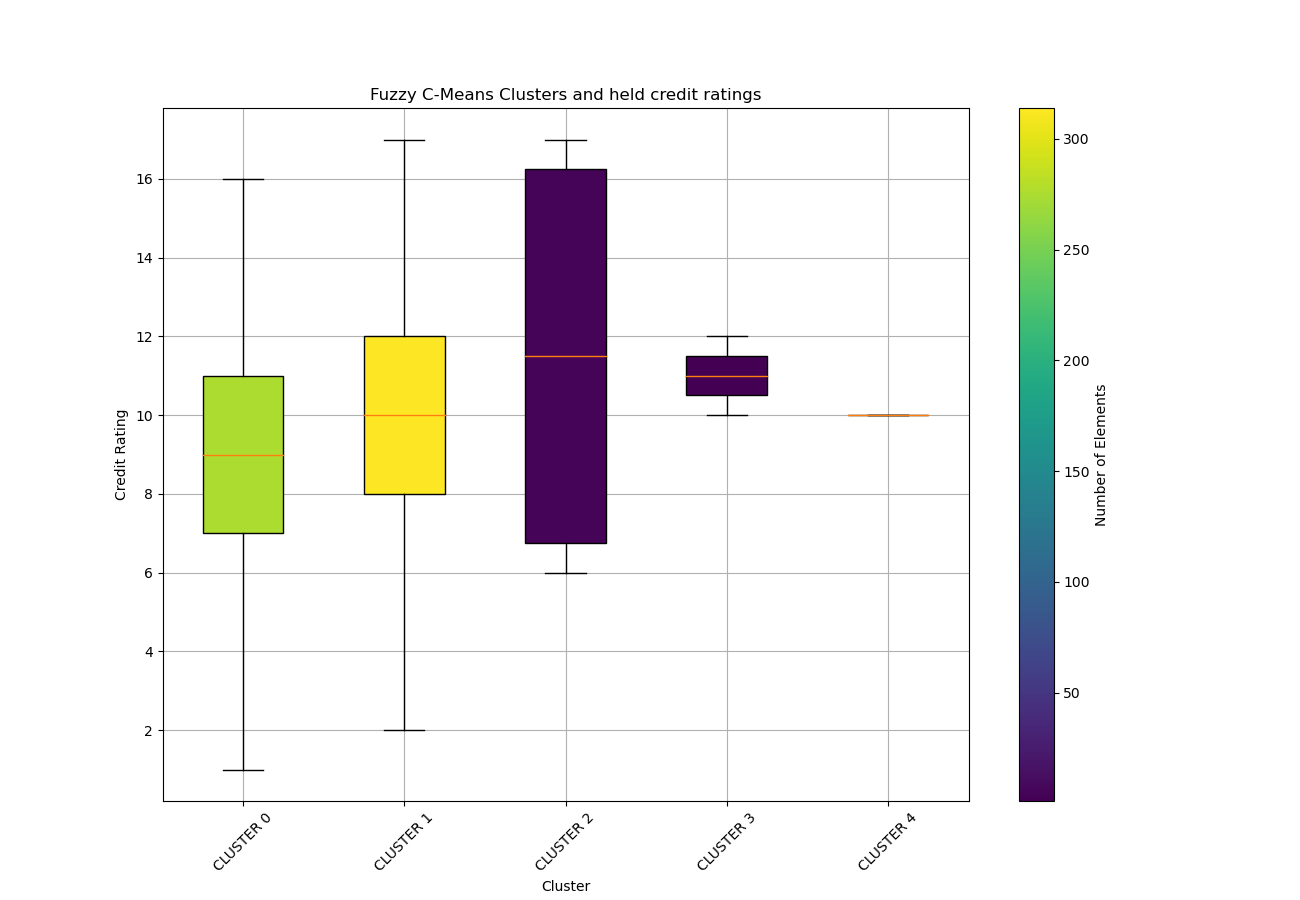 Fuzzy C-Means Clusters and held credit ratings
16
14
12
10
8
6
4
2
Credit Rating
CLUSTER 0
CLUSTER 1
CLUSTER 2
CLUSTER 3
CLUSTER 4
Cluster
300
250
200
150
100
50
Number of Elements